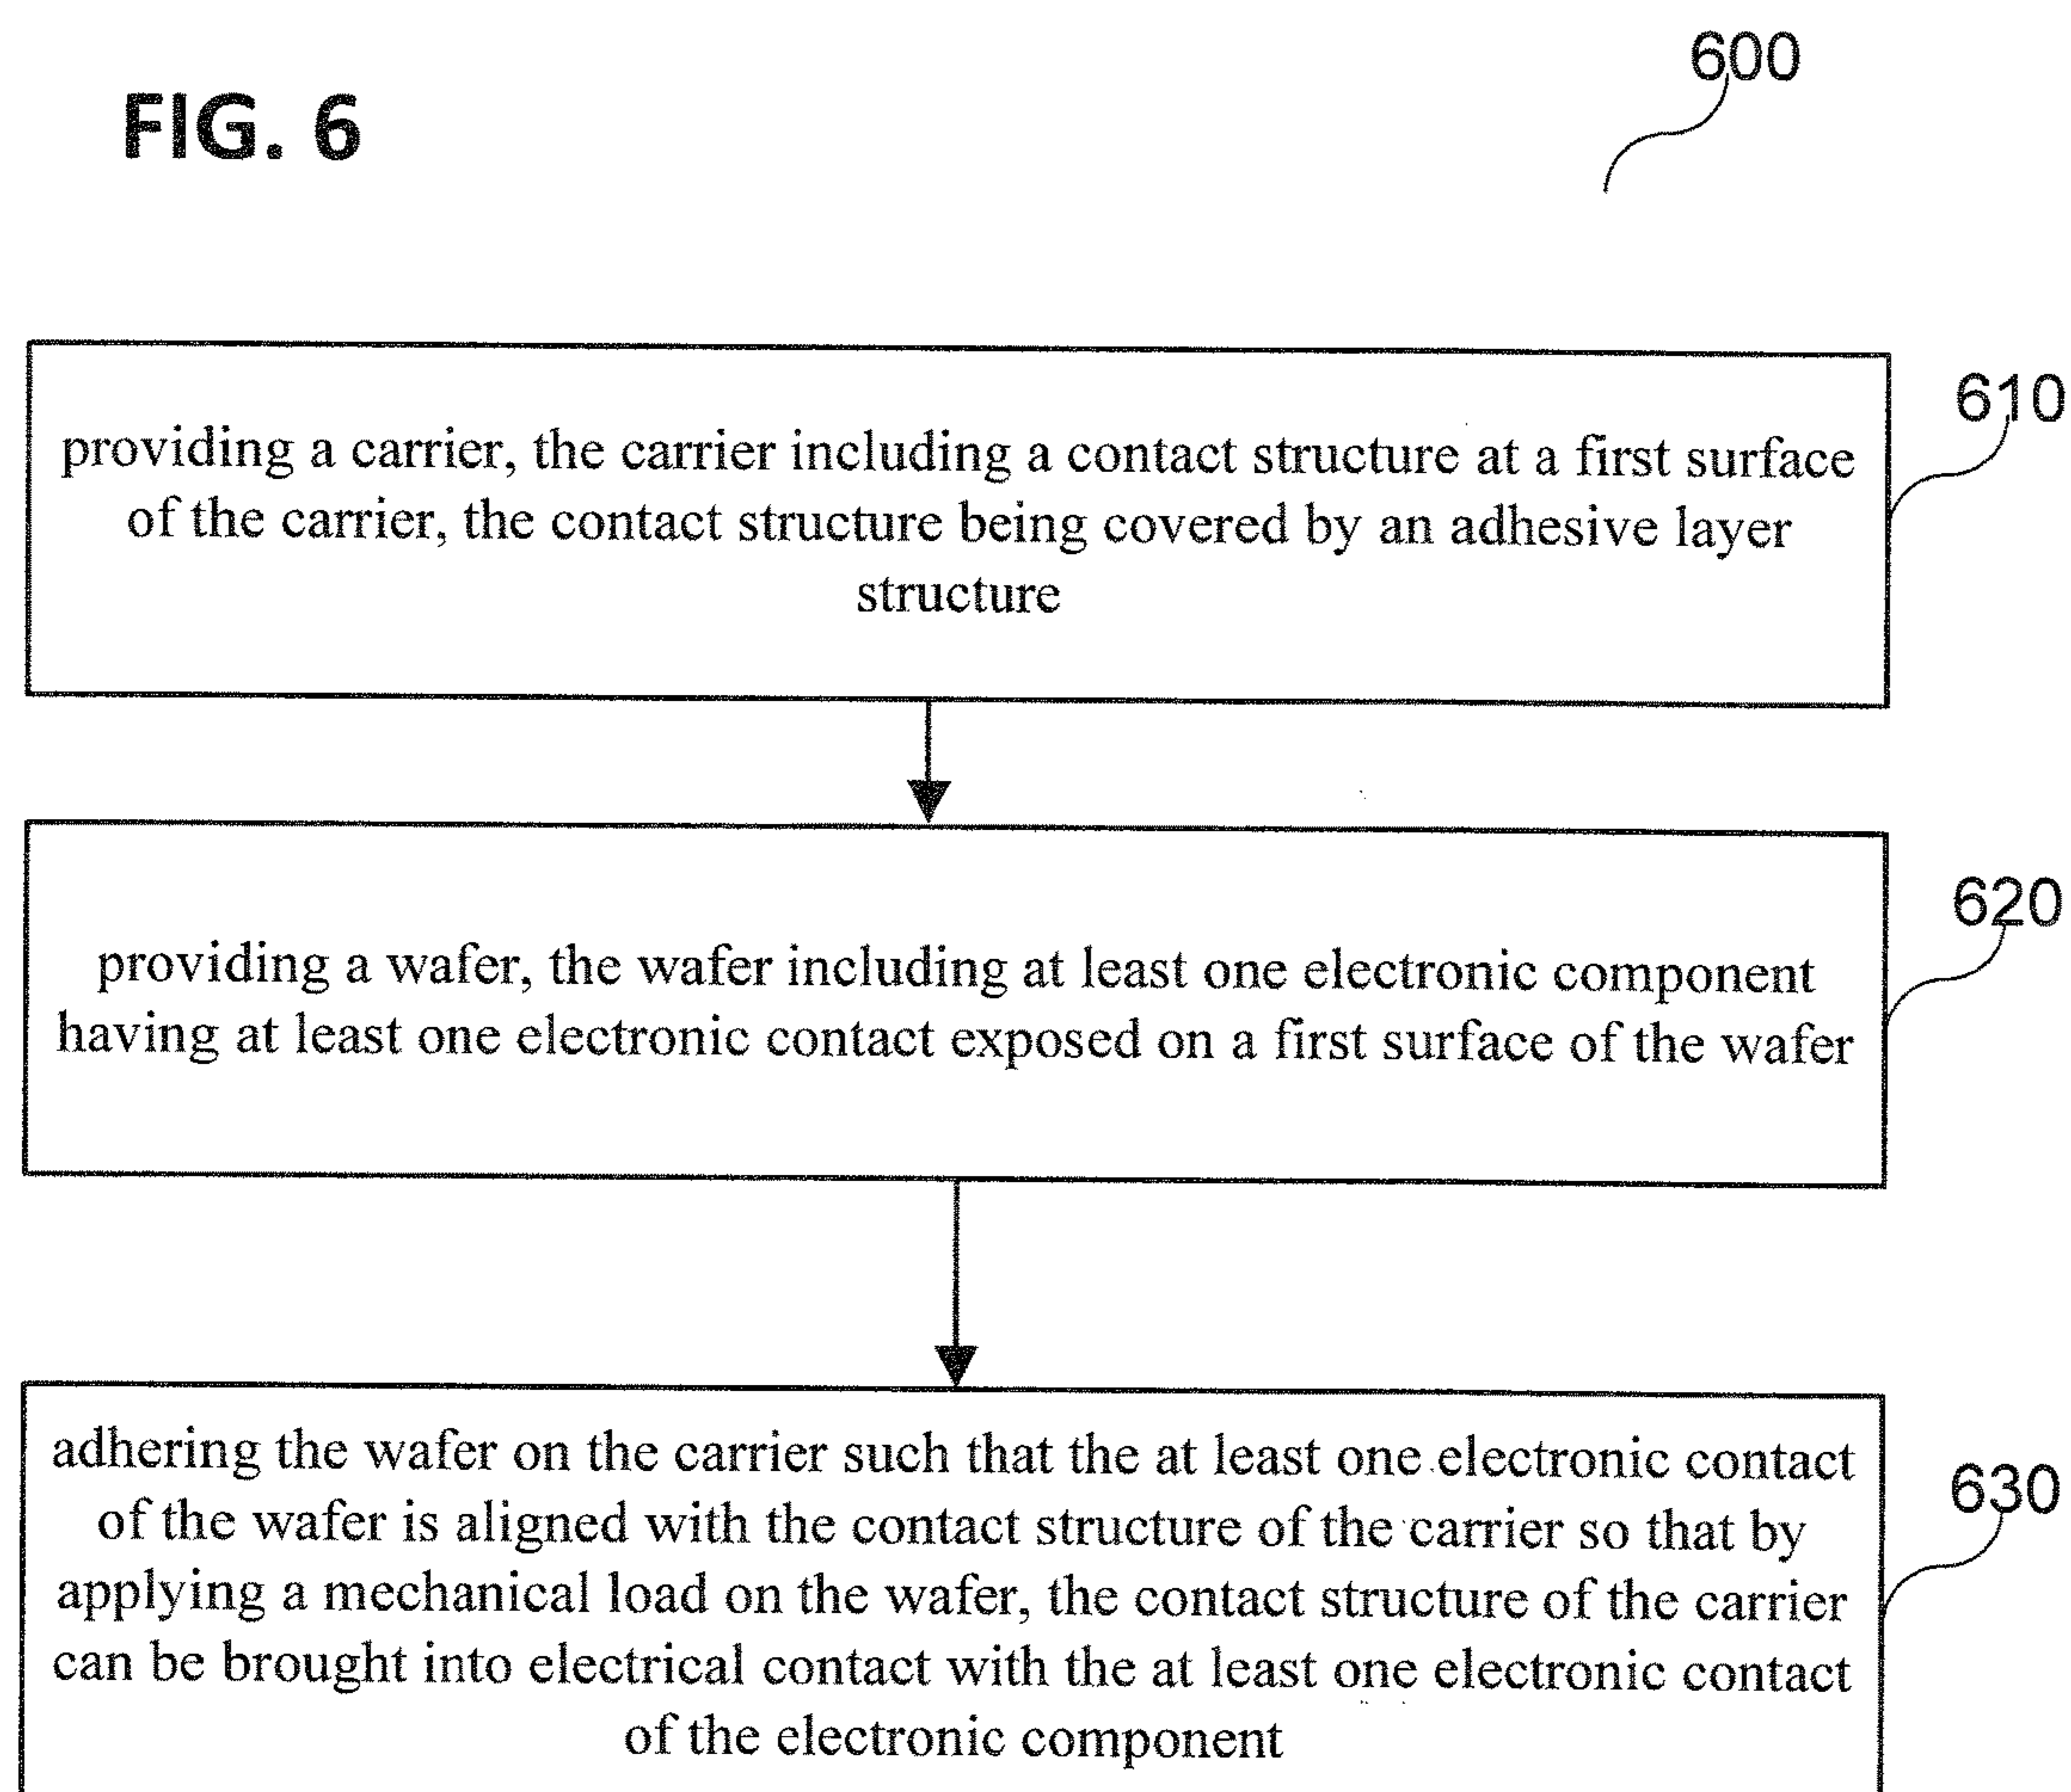 600
FIG. 6
610
providing a carrier, the carrier including a contact structure at a first surface
of the carrier, the contact structure being covered by an adhesive layer
structure
620
providing a wafer, the wafer including at least one electronic component
having at least one electronic contact exposed on a first surface of the wafer
630
adhering the wafer on the carrier such that the at least one electronic contact
of the wafer is aligned with the contact structure of the carrier so that by
applying a mechanical load on the wafer, the contact structure of the carrier
can be brought into electrical contact with the at least one electronic contact
of the electronic component